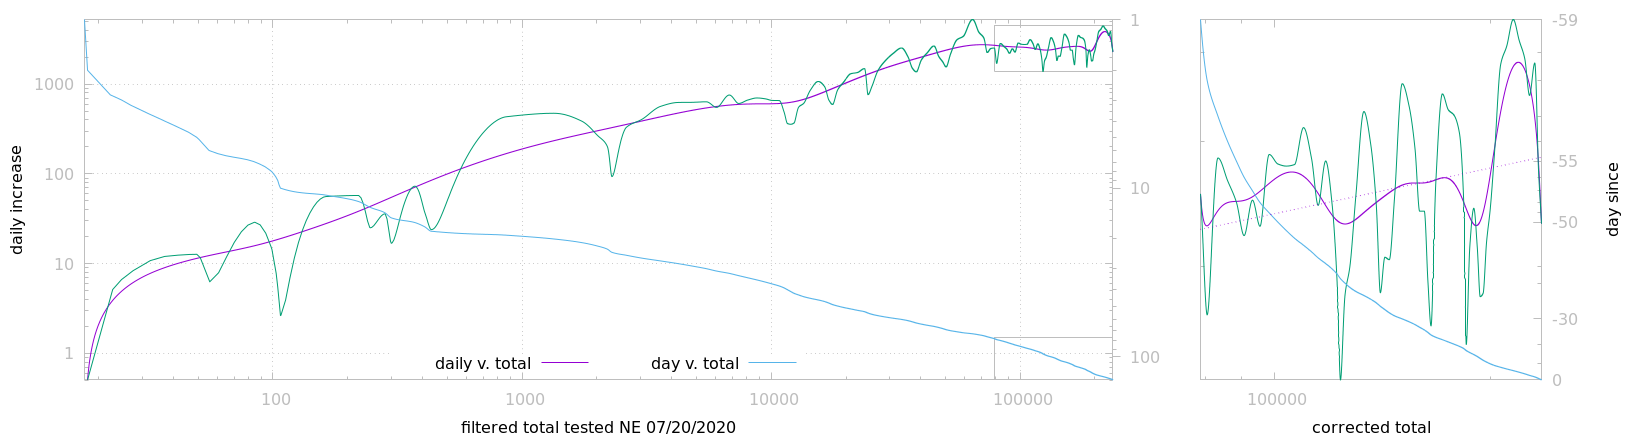 daily increase
1000
100
10
1
100
1000
10000
100000
filtered total tested NE 07/20/2020
daily v. total
day v. total
1
10
100
100000
corrected total
-59
-55
-50
-30
0
day since